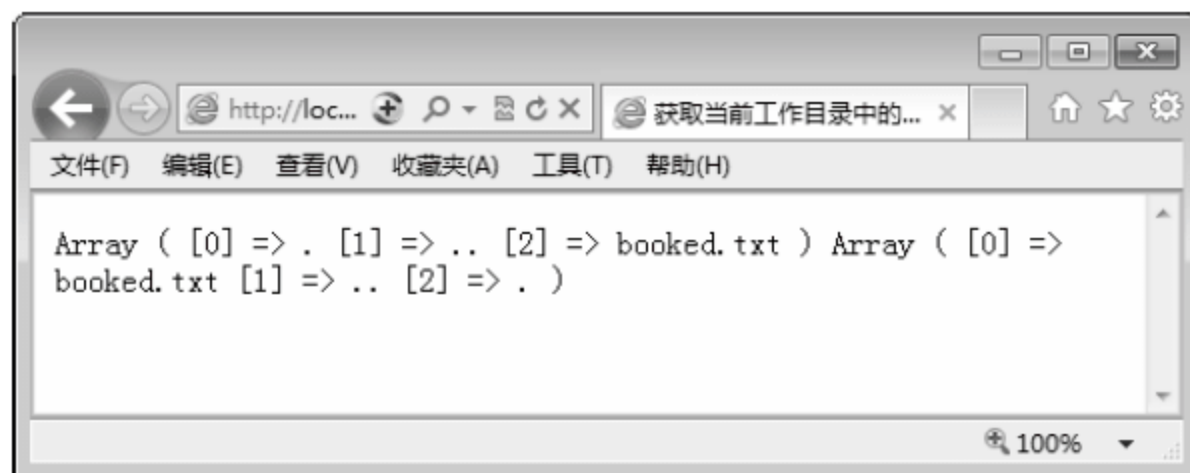 http://loc...
获取当前工作目录中的...
文件(F) 编辑(E) 查看(V) 收藏夹(A) 工具(T) 帮助(H)
Array ( [0] => . [1] => .. [2] => booked.txt ) Array ( [0] =>
booked.txt [1] => .. [2] => . )
100%